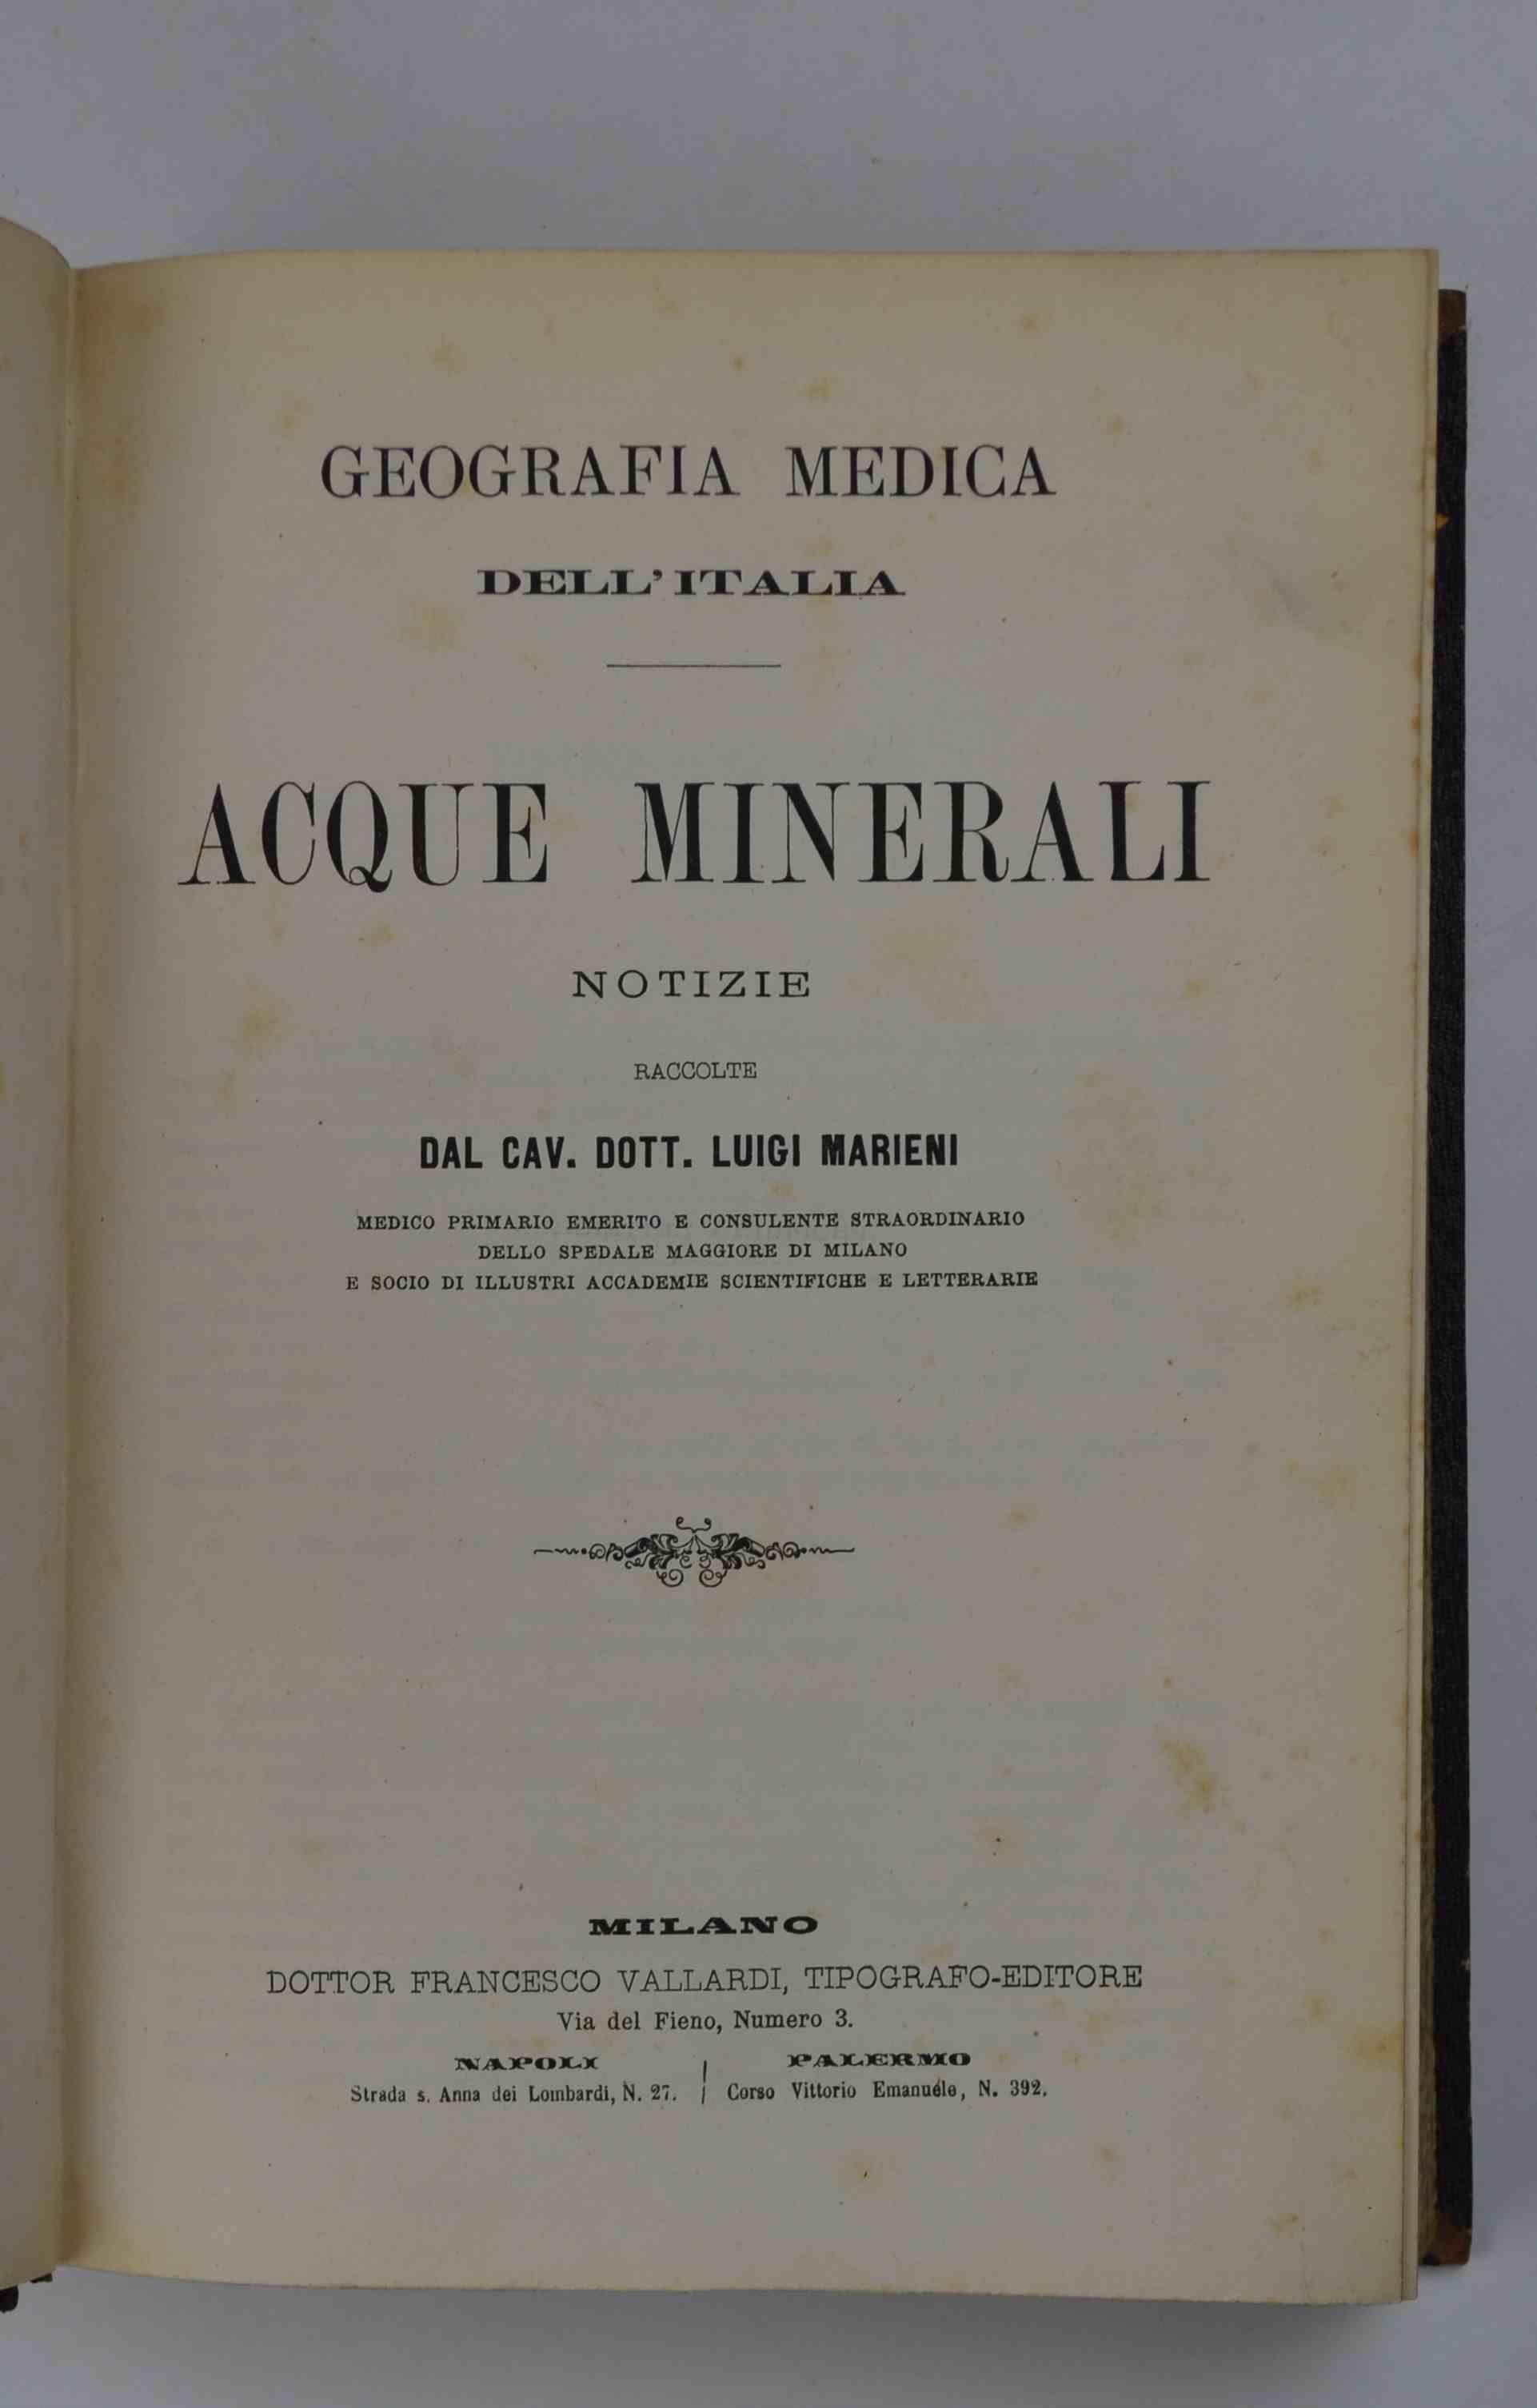 GEOGRAFIA MEDICA
DELL'ITALIA
ACQUE MINERALI
NOTIZIE
RACCOLTE
DAL CAV. DOTT. LUIGI MARIENI
MEDICO PRIMARIO EMERITO E CONSULENTE STRAORDINARIO
DELLO SPEDALE MAGGIORE DI MILANO
E SOCIO DI ILLUSTRI ACCADEMIE SCIENTIFICHE E LETTERARIE
MILANO
DOTTOR FRANCESCO VALLARDI, TIPOGRAFO-EDITORE
Via del Fieno, Numero 3.
NAPOLI
Strada s. Anna dei Lombardi, N. 27.
PALERMO
Corso Vittorio Emanuele, N. 392.